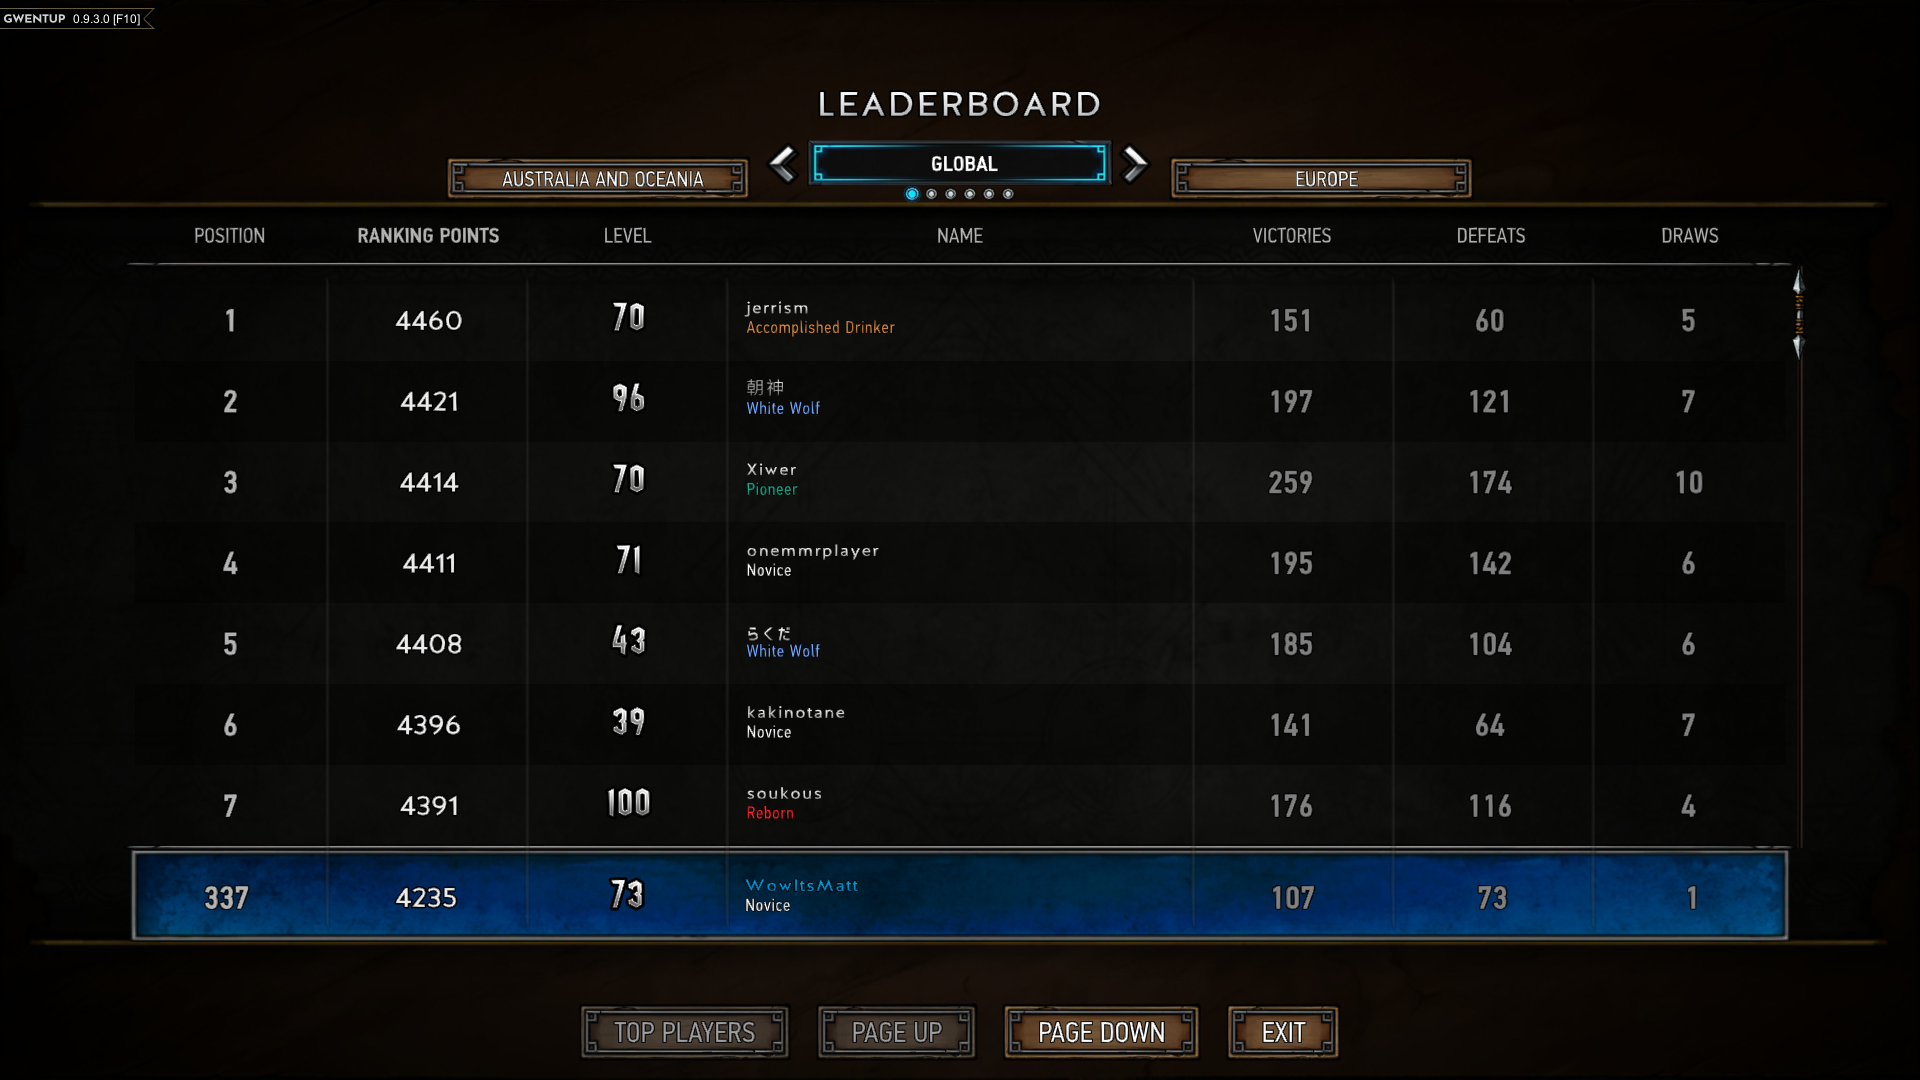 GWENTUP 0.9.3.0 [F10]
LEADERBOARD
AUSTRALIA AND OCEANIA GLOBAL EUROPE
POSITION RANKING POINTS LEVEL NAME VICTORIES DEFEATS DRAWS
1 4460 70 jerrism 151 60 5
Accomplished Drinker
2 4421 96 朝神 197 121 7
White Wolf
3 4414 70 Xiwer 259 174 10
Pioneer
4 4411 71 onemmrplayer 195 142 6
Novice
5 4408 43 らくだ 185 104 6
White Wolf
6 4396 39 kakinotane 141 64 7
Novice
7 4391 100 soukous 176 116 4
Reborn
337 4235 73 WowItsMatt 107 73 1
Novice
TOP PLAYERS PAGE UP PAGE DOWN EXIT